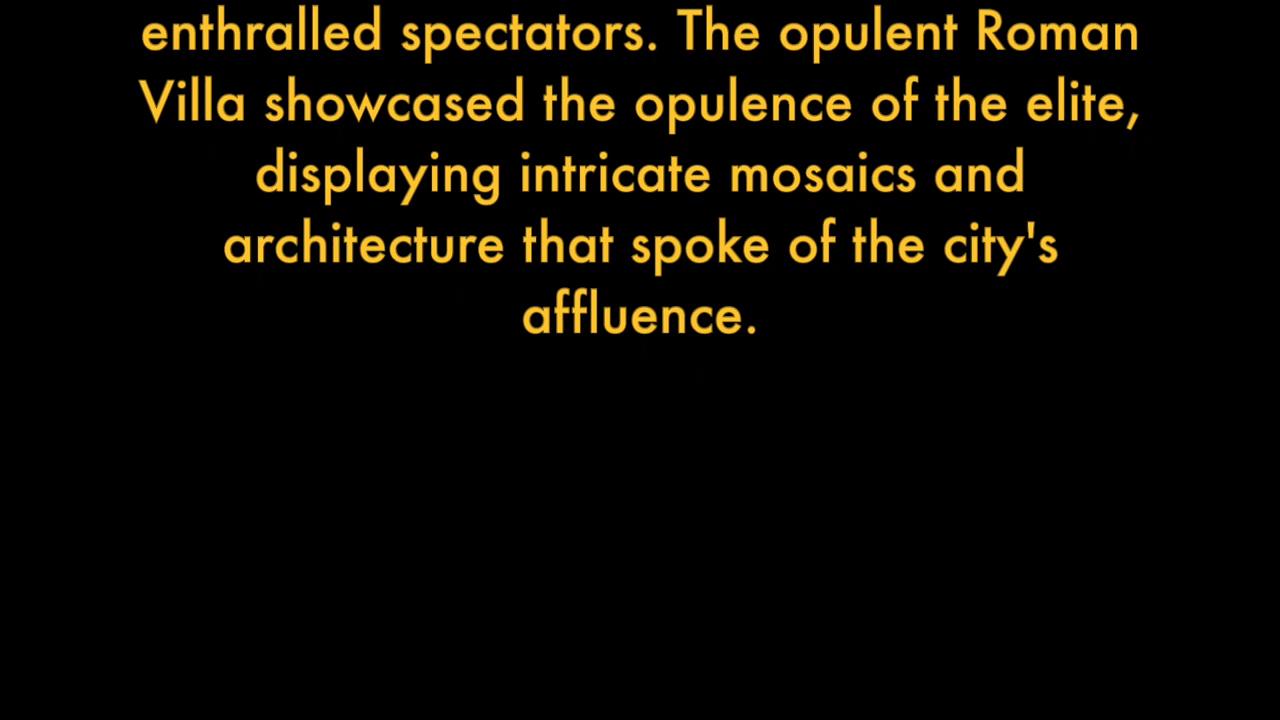 enthralled spectators. The opulent Roman
Villa showcased the opulence of the elite,
displaying intricate mosaics and
architecture that spoke of the city's
affluence.